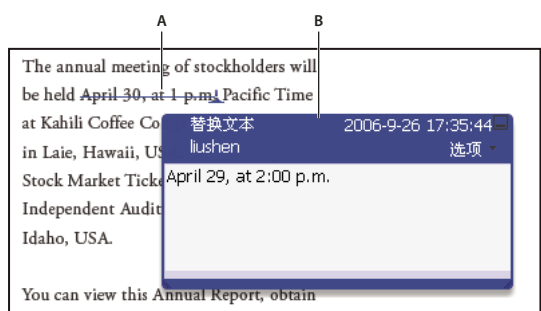 A B
The annual meeting of stockholders will
be held April 30, at 1 p.m. Pacific Time
at Kahili Coffee Co
in Laie, Hawaii, US
Stock Market Ticke
Independent Audit
Idaho, USA.
You can view this Annual Report, obtain
替换文本 2006-9-26 17:35:44
liushen 选项
April 29, at 2:00 p.m.